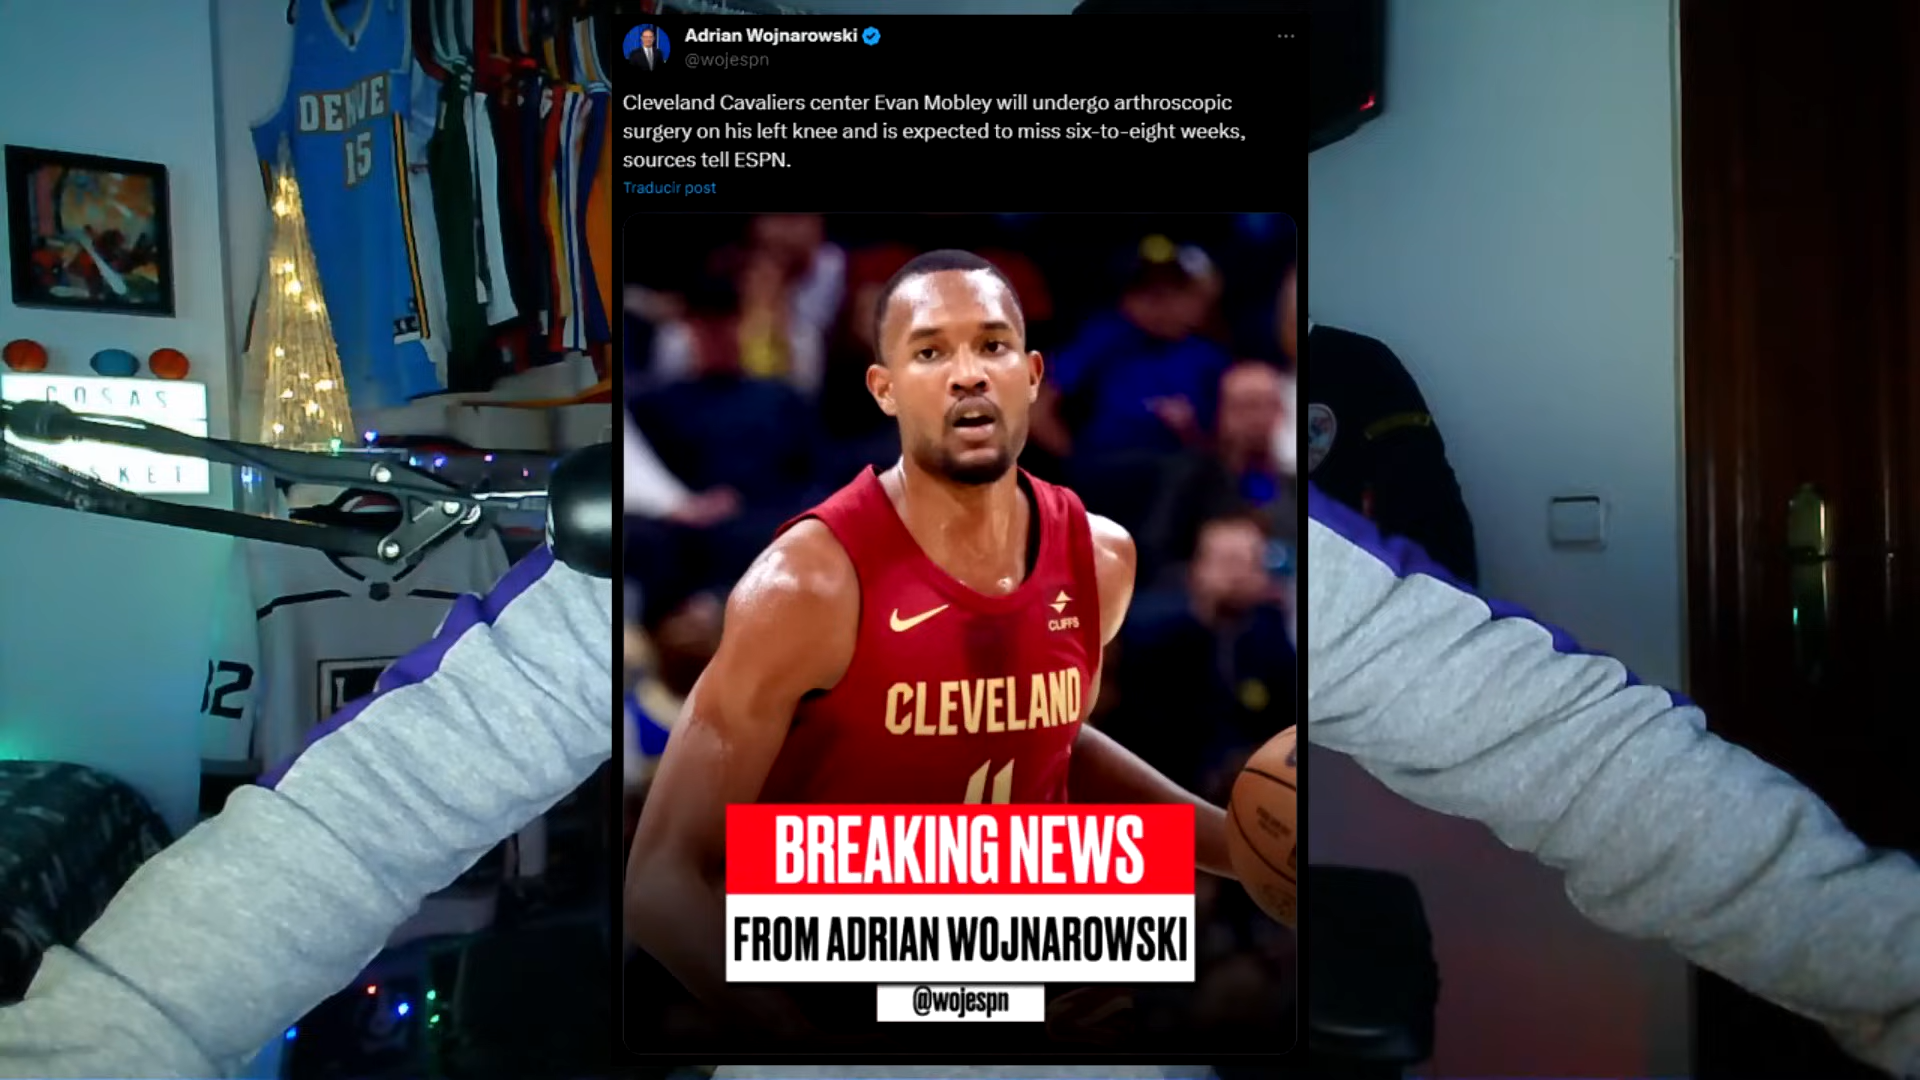 Adrian Wojnarowski
@wojespn
Cleveland Cavaliers center Evan Mobley will undergo arthroscopic
surgery on his left knee and is expected to miss six-to-eight weeks,
sources tell ESPN.
Traducir post
CLIFFS
CLEVELAND
11
BREAKING NEWS
FROM ADRIAN WOJNAROWSKI
@wojespn
15
COSAS